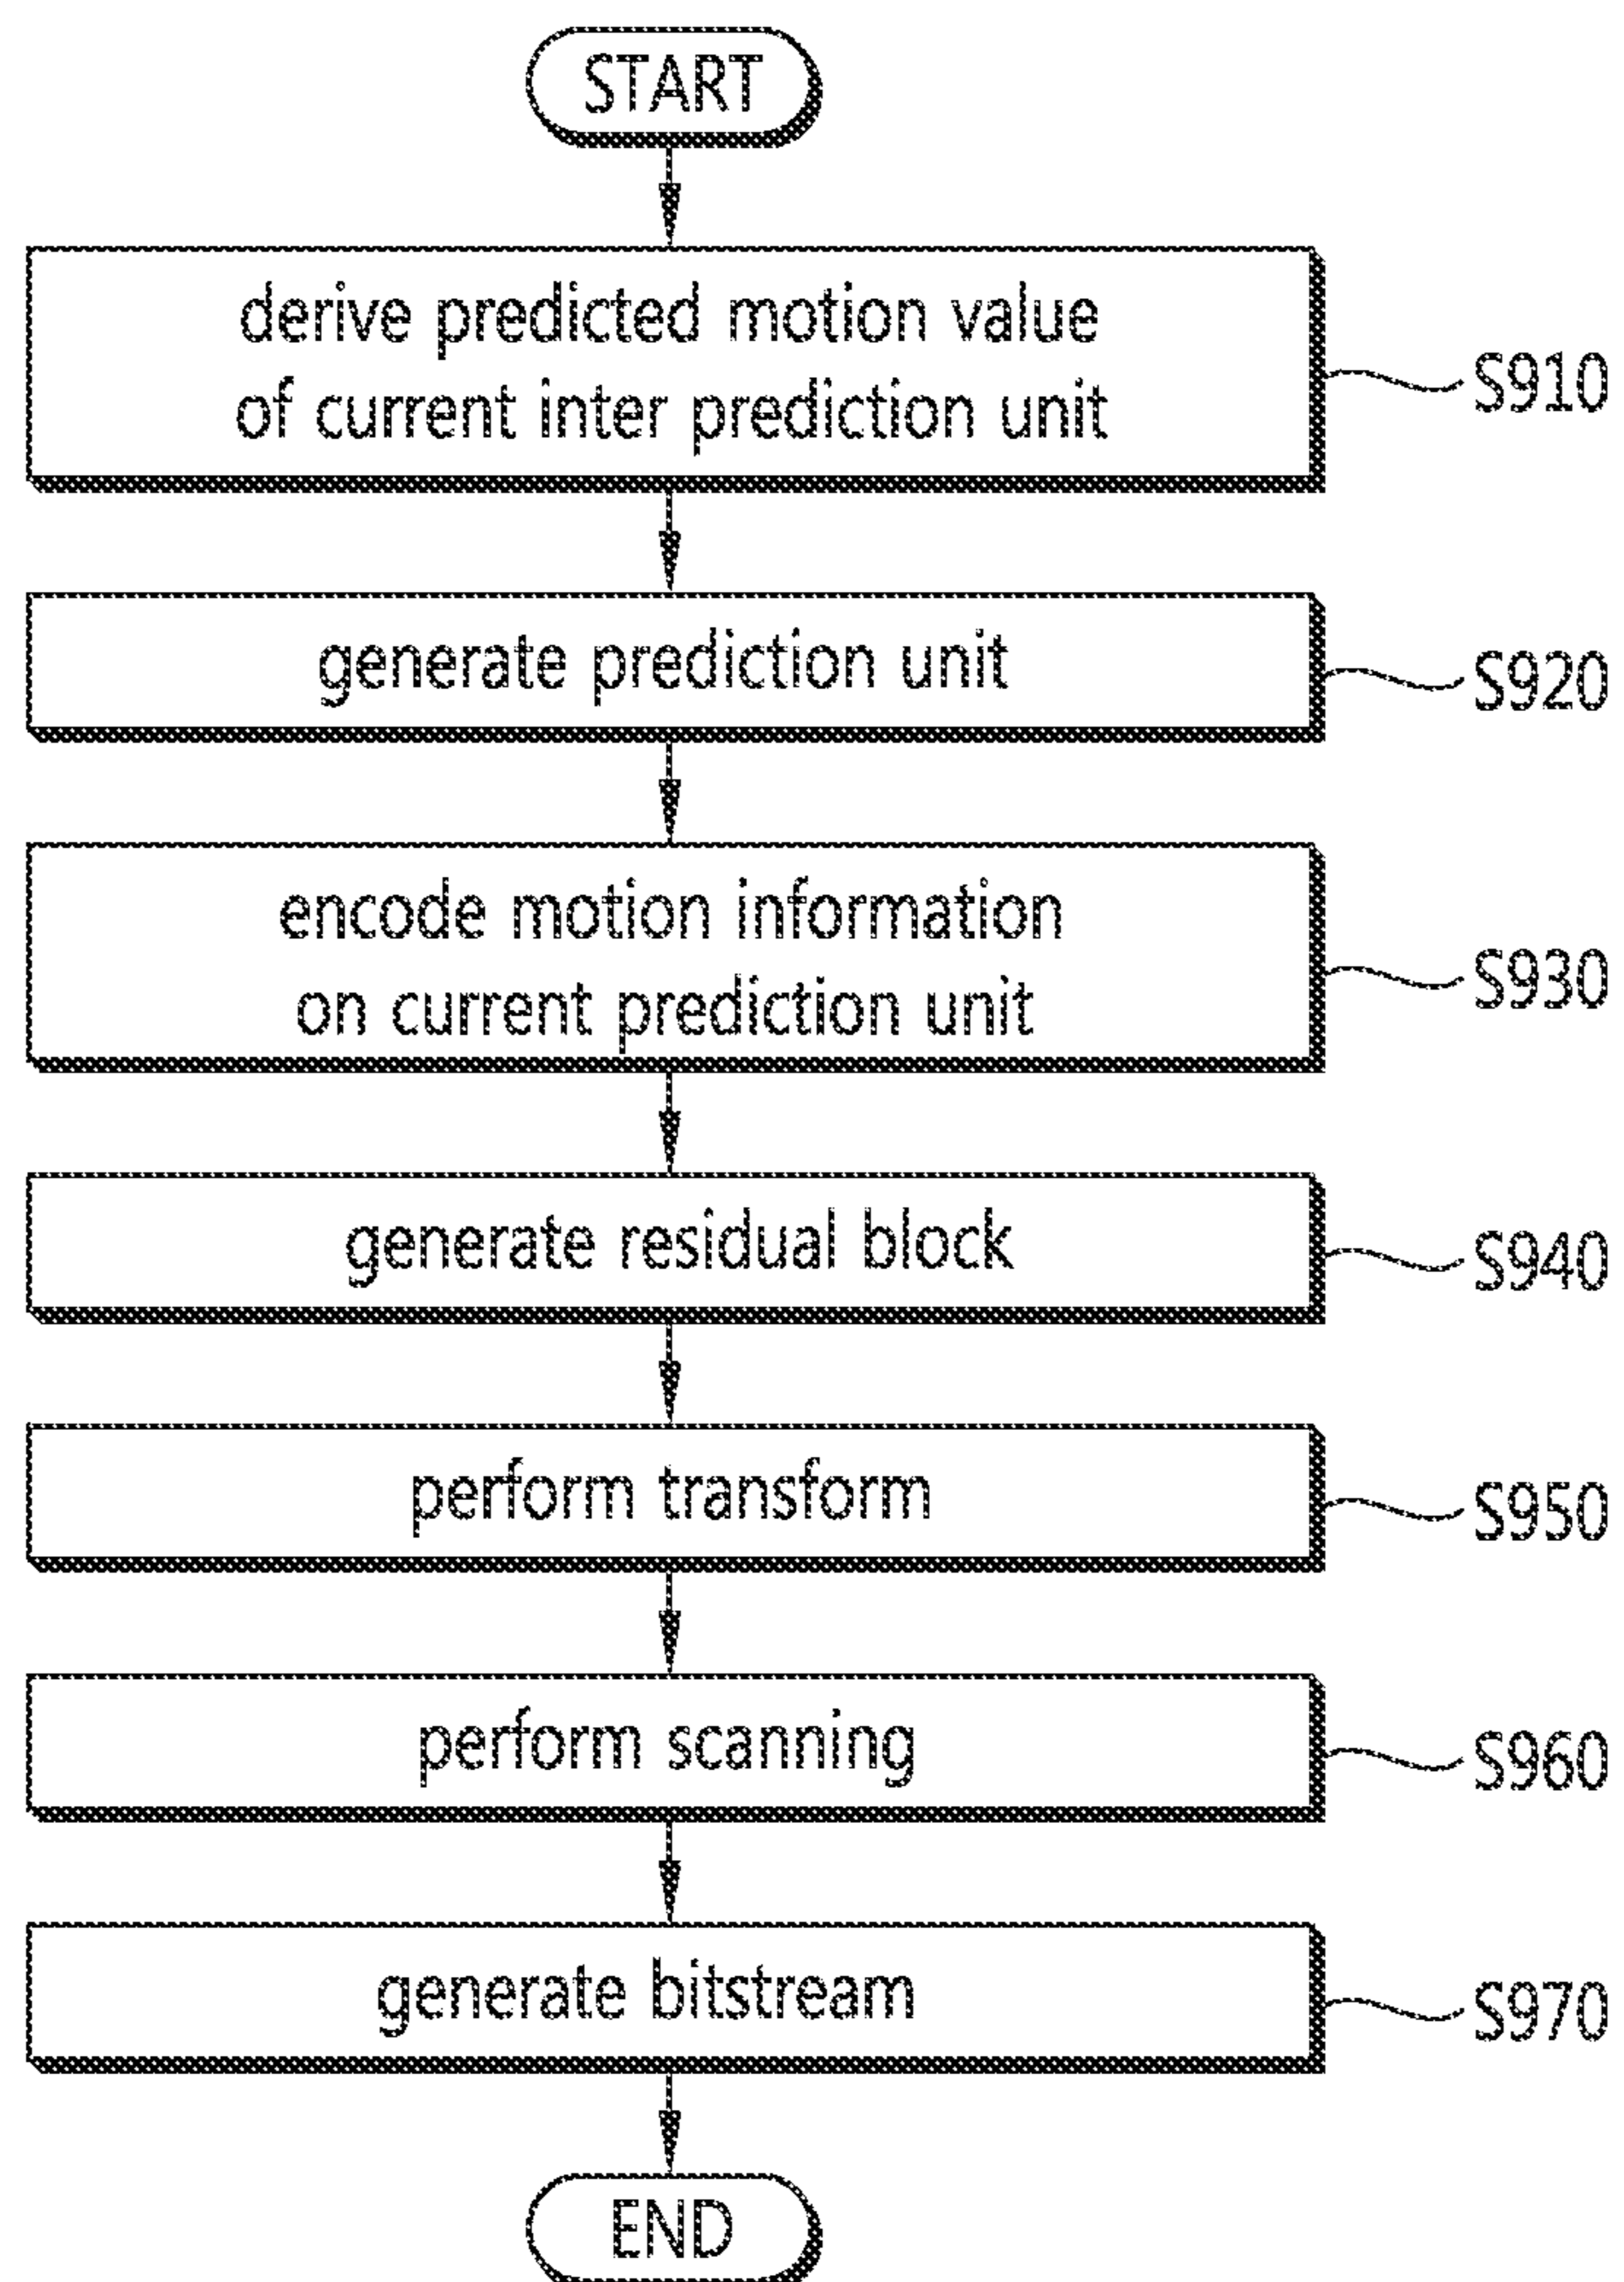 START
derive predicted motion value
of current inter prediction unit
S910
generate prediction unit
S920
encode motion information
on current prediction unit
S930
generate residual block
S940
perform transform
S950
perform scanning
S960
generate bitstream
S970
END